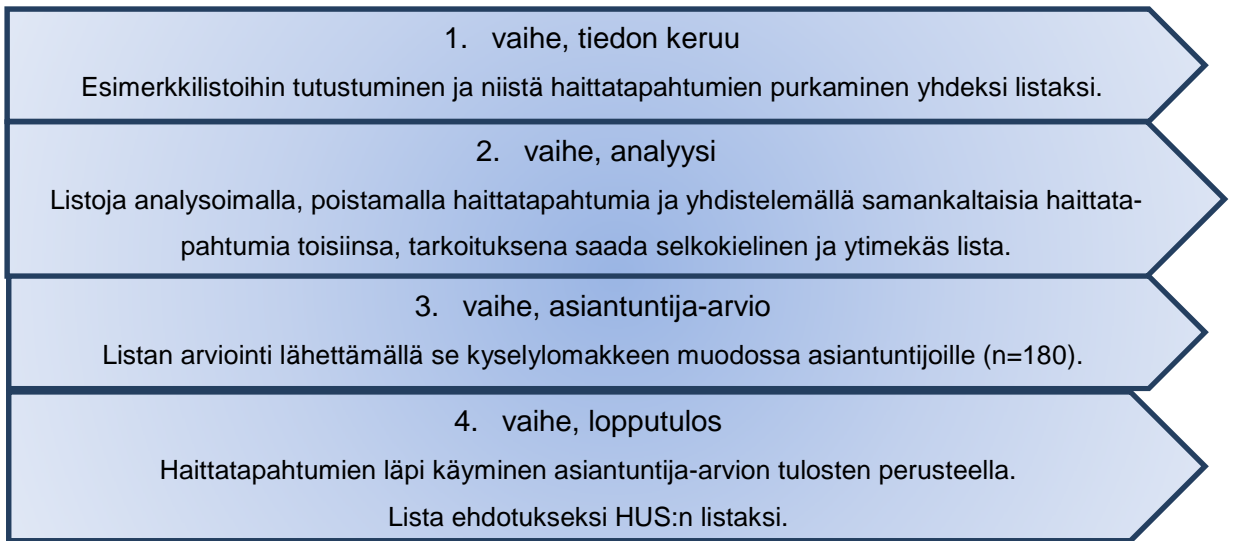 1. vaihe, tiedon keruu
Esimerkkilistoihin tutustuminen ja niistä haittatapahtumien purkaminen yhdeksi listaksi.
2. vaihe, analyysi
Listoja analysoimalla, poistamalla haittatapahtumia ja yhdistelemällä samankaltaisia haittata-
pahtumia toisiinsa, tarkoituksena saada selkokielinen ja ytimekäs lista.
3. vaihe, asiantuntija-arvio
Listan arviointi lähettämällä se kyselylomakkeen muodossa asiantuntijoille (n=180).
4. vaihe, lopputulos
Haittatapahtumien läpi käyminen asiantuntija-arvion tulosten perusteella.
Lista ehdotukseksi HUS:n listaksi.